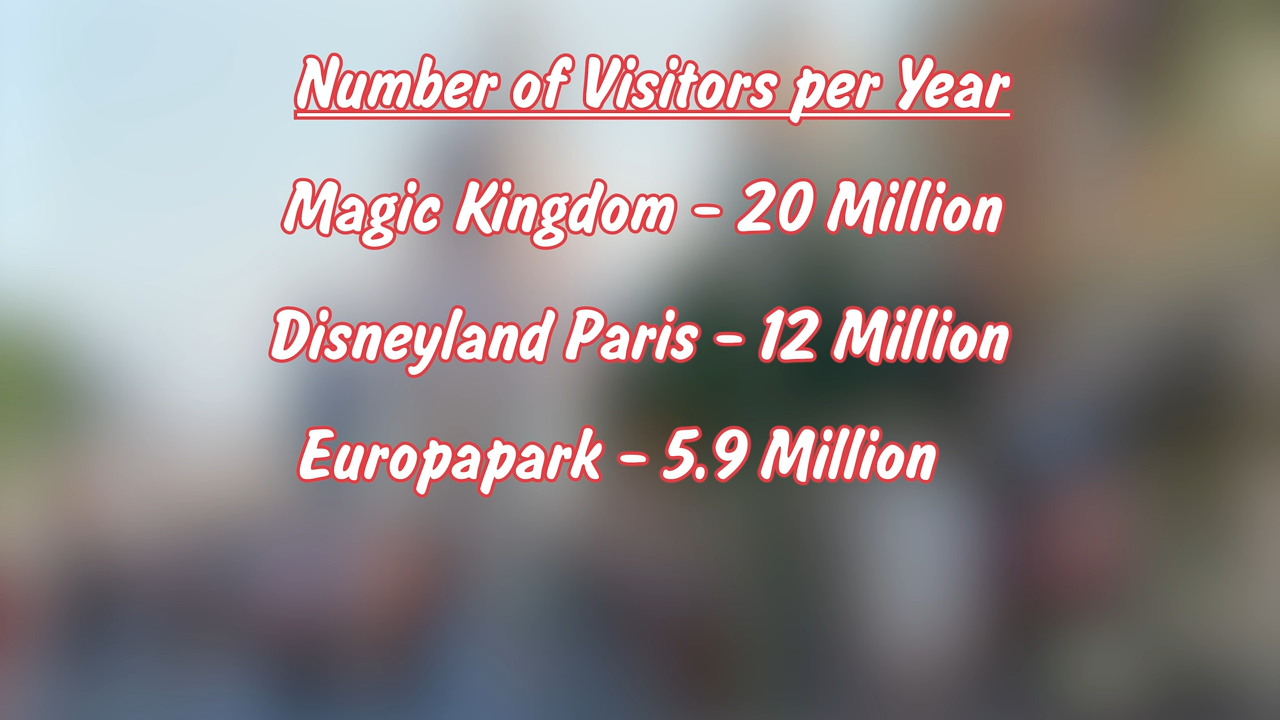 Number of Visitors per Year
Magic Kingdom - 20 Million
Disneyland Paris - 12 Million
Europapark - 5.9 Million